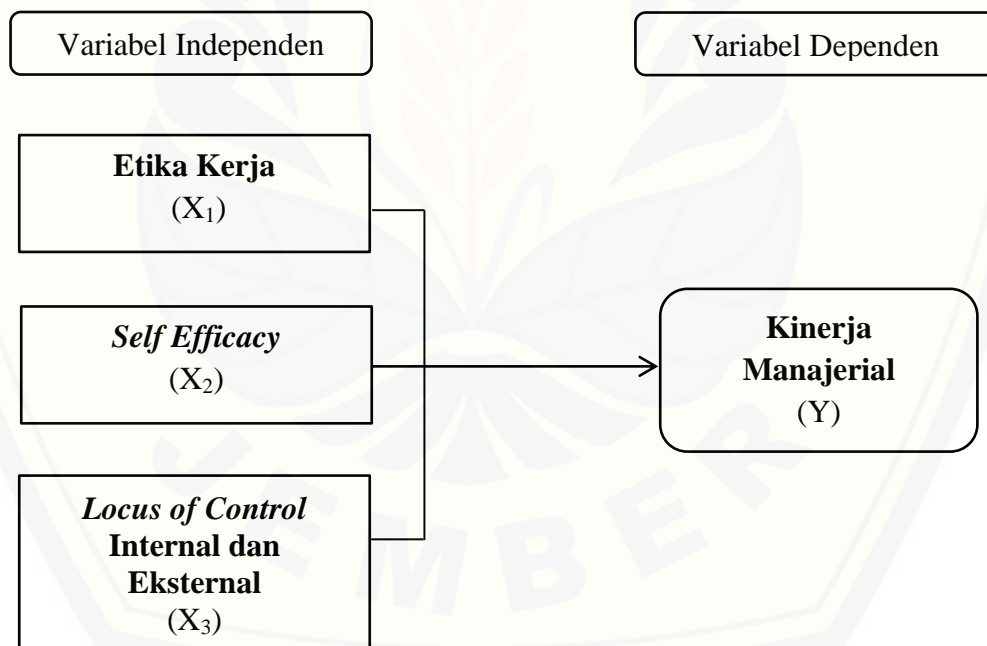 Variabel Independen
Variabel Dependen
Etika Kerja
(X₁)
Self Efficacy
(X₂)
Locus of Control
Internal dan
Eksternal
(X₃)
Kinerja
Manajerial
(Y)
JEMBER